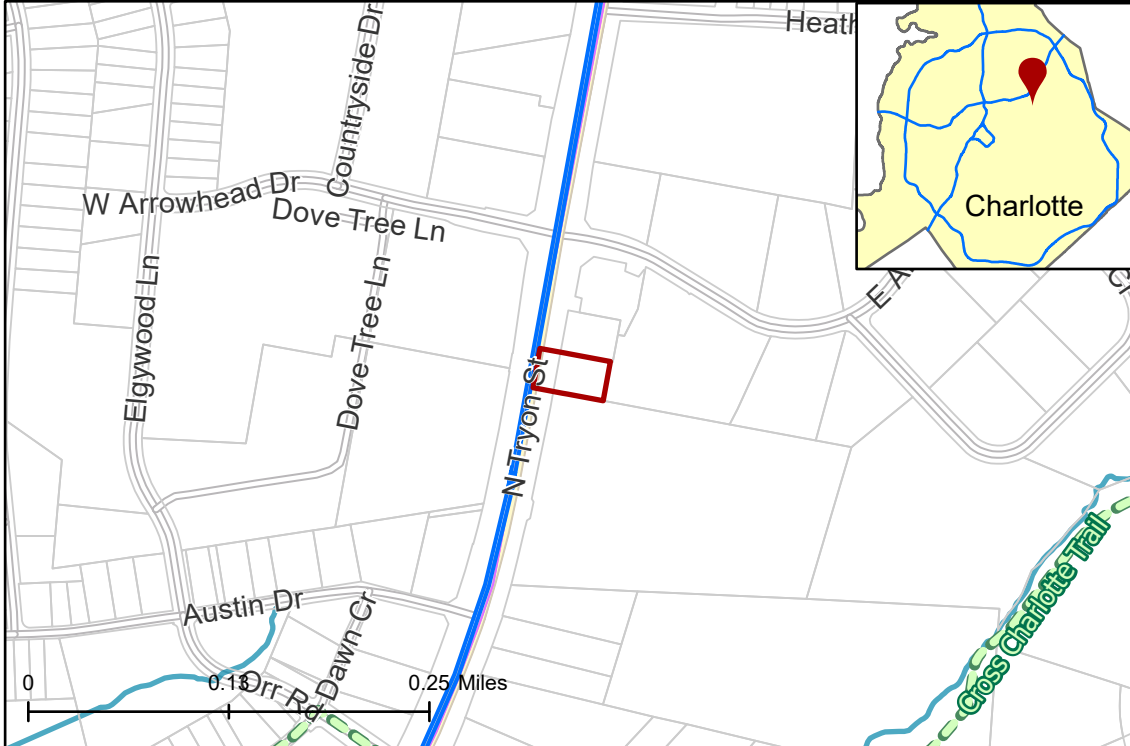 Countryside Dr
Heath
Charlotte
W Arrowhead Dr
Dove Tree Ln
Elgywood Ln
Dove Tree Ln
N Tryon St
Austin Dr
Dawn Cr
Orr Rd
Cross Charlotte Trail
0 0.13 0.25 Miles